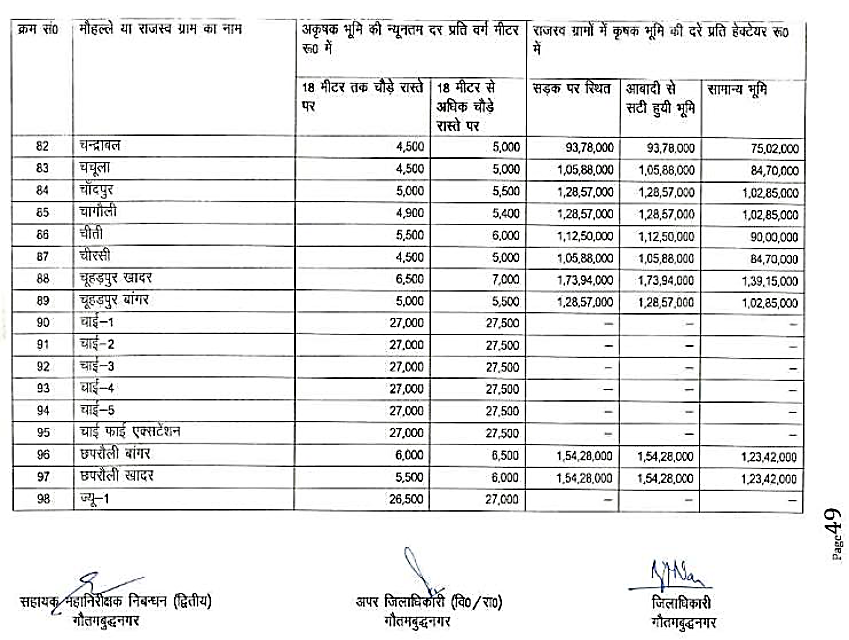 क्रम सं0 मौहल्ले या राजस्व ग्राम का नाम अकृषक भूमि की न्यूनतम दर प्रति वर्ग मीटर रू0 में राजस्व ग्रामों में कृषक भूमि की दरें प्रति हेक्टेयर रू0 में
18 मीटर तक चौड़े रास्ते पर 18 मीटर से अधिक चौड़े रास्ते पर सड़क पर स्थित आबादी से सटी हुयी भूमि सामान्य भूमि
82 चन्द्रावल 4,500 5,000 93,78,000 93,78,000 75,02,000
83 चचूला 4,500 5,000 1,05,88,000 1,05,88,000 84,70,000
84 चाँदपुर 5,000 5,500 1,28,57,000 1,28,57,000 1,02,85,000
85 चागौली 4,900 5,400 1,28,57,000 1,28,57,000 1,02,85,000
86 चीती 5,500 6,000 1,12,50,000 1,12,50,000 90,00,000
87 चीरसी 4,500 5,000 1,05,88,000 1,05,88,000 84,70,000
88 चूहड़पुर खादर 6,500 7,000 1,73,94,000 1,73,94,000 1,39,15,000
89 चूहड़पुर बांगर 5,000 5,500 1,28,57,000 1,28,57,000 1,02,85,000
90 चाई–1 27,000 27,500 – – –
91 चाई–2 27,000 27,500 – – –
92 चाई–3 27,000 27,500 – – –
93 चाई–4 27,000 27,500 – – –
94 चाई–5 27,000 27,500 – – –
95 चाई फाई एक्सटेंशन 27,000 27,500 – – –
96 छपरौली बांगर 6,000 6,500 1,54,28,000 1,54,28,000 1,23,42,000
97 छपरौली खादर 5,500 6,000 1,54,28,000 1,54,28,000 1,23,42,000
98 ज्यू–1 26,500 27,000 – – –
Page49
सहायक महानिरीक्षक निबन्धन (द्वितीय) अपर जिलाधिकारी (वि0/रा0) जिलाधिकारी
गौतमबुद्धनगर गौतमबुद्धनगर गौतमबुद्धनगर